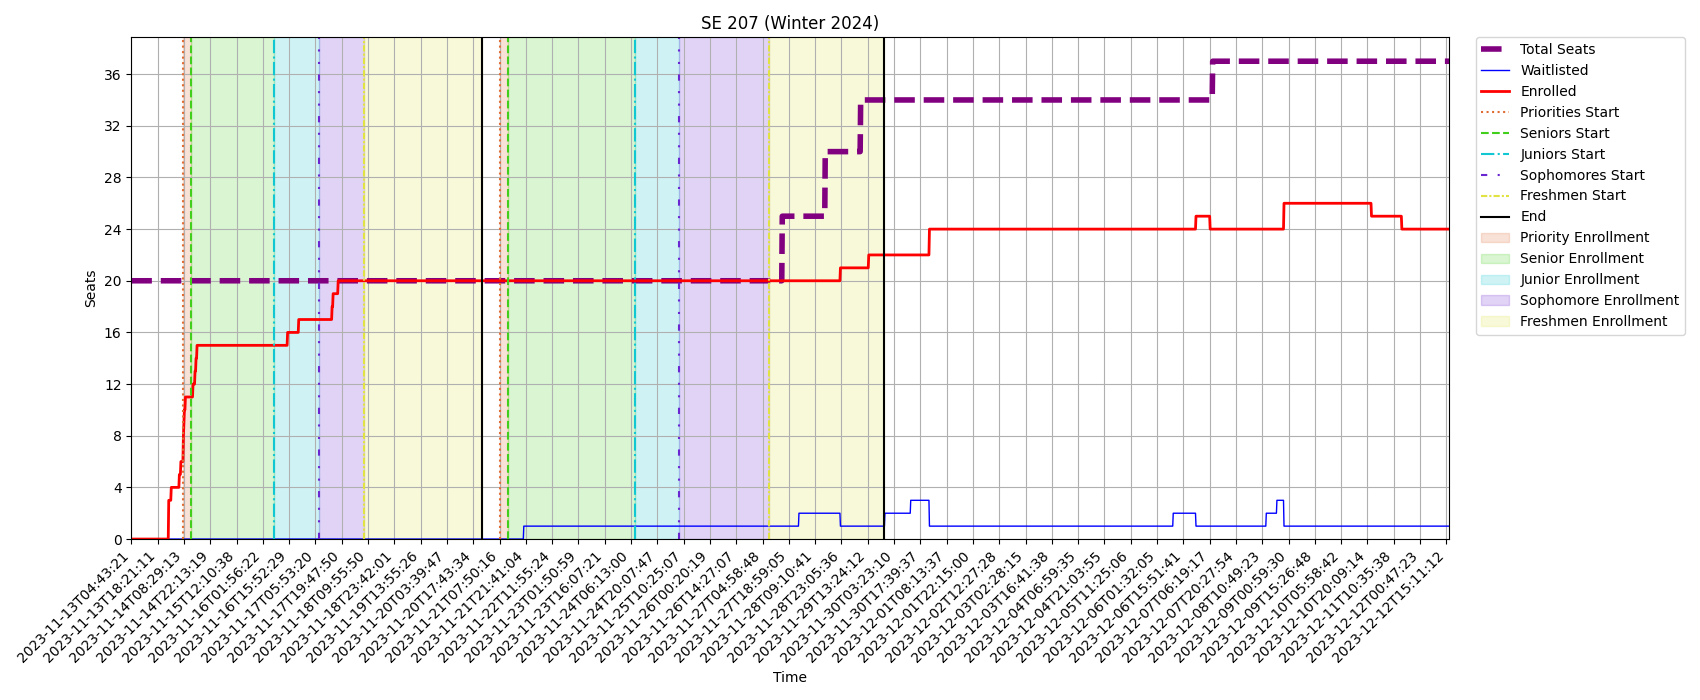 SE 207 (Winter 2024)
Seats
36
32
28
24
20
16
12
8
4
0
2023-11-13T04:43:21
2023-11-13T18:21:11
2023-11-14T08:29:13
2023-11-14T22:13:19
2023-11-15T12:10:38
2023-11-16T01:56:22
2023-11-16T15:52:29
2023-11-17T05:53:20
2023-11-17T19:47:50
2023-11-18T09:55:50
2023-11-18T23:42:01
2023-11-19T13:55:26
2023-11-20T03:39:47
2023-11-20T17:43:34
2023-11-21T07:50:16
2023-11-21T21:41:04
2023-11-22T11:55:24
2023-11-23T01:50:59
2023-11-23T16:07:21
2023-11-24T06:13:00
2023-11-24T20:07:47
2023-11-25T10:25:07
2023-11-26T00:20:19
2023-11-26T14:27:07
2023-11-27T04:58:48
2023-11-27T18:59:05
2023-11-28T09:10:41
2023-11-28T23:05:36
2023-11-29T13:24:12
2023-11-30T03:23:10
2023-11-30T17:39:37
2023-12-01T08:13:37
2023-12-01T22:15:00
2023-12-02T12:27:28
2023-12-03T02:28:15
2023-12-03T16:41:38
2023-12-04T06:59:35
2023-12-04T21:03:55
2023-12-05T11:25:06
2023-12-06T01:32:05
2023-12-06T15:51:41
2023-12-07T06:19:17
2023-12-07T20:27:54
2023-12-08T10:49:23
2023-12-09T00:59:30
2023-12-09T15:26:48
2023-12-10T05:58:42
2023-12-10T20:09:14
2023-12-11T10:35:38
2023-12-12T00:47:23
2023-12-12T15:11:12
Time
Total Seats
Waitlisted
Enrolled
Priorities Start
Seniors Start
Juniors Start
Sophomores Start
Freshmen Start
End
Priority Enrollment
Senior Enrollment
Junior Enrollment
Sophomore Enrollment
Freshmen Enrollment